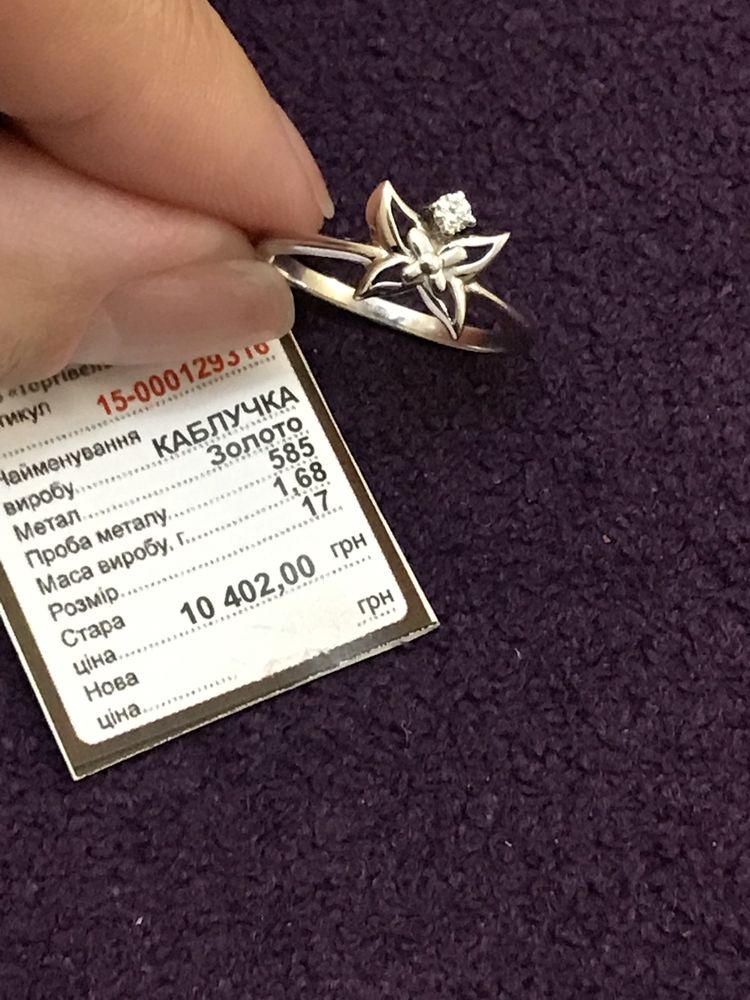 15-000129316
Найменування
виробу КАБЛУЧКА
Метал Золото
Проба металу 585
Маса виробу, г. 1,68
Розмір 17
Стара
ціна 10 402,00 грн
Нова
ціна грн